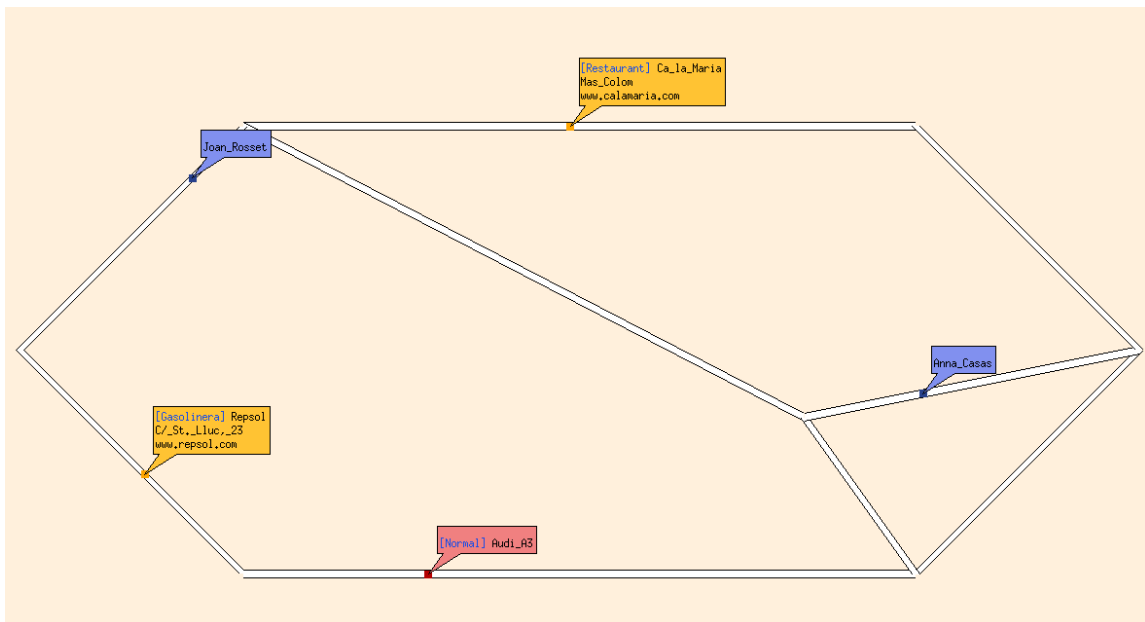 [Restaurant] Ca_la_Maria
Mas_Colom
www.calamaria.com
Joan_Rosset
Anna_Casas
[Gasolinera] Repsol
C/_St._Lluc,_23
www.repsol.com
[Normal] Audi_A3